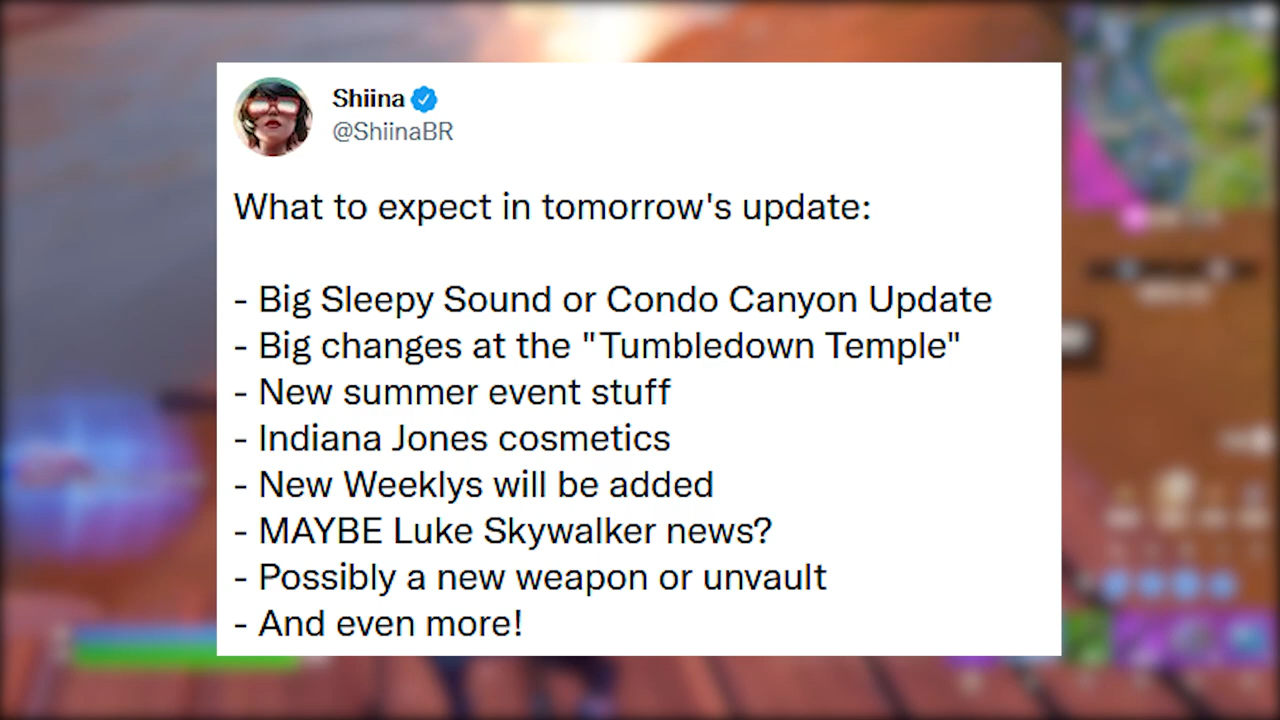 Shiina
@ShiinaBR
What to expect in tomorrow's update:
- Big Sleepy Sound or Condo Canyon Update
- Big changes at the "Tumbledown Temple"
- New summer event stuff
- Indiana Jones cosmetics
- New Weeklys will be added
- MAYBE Luke Skywalker news?
- Possibly a new weapon or unvault
- And even more!